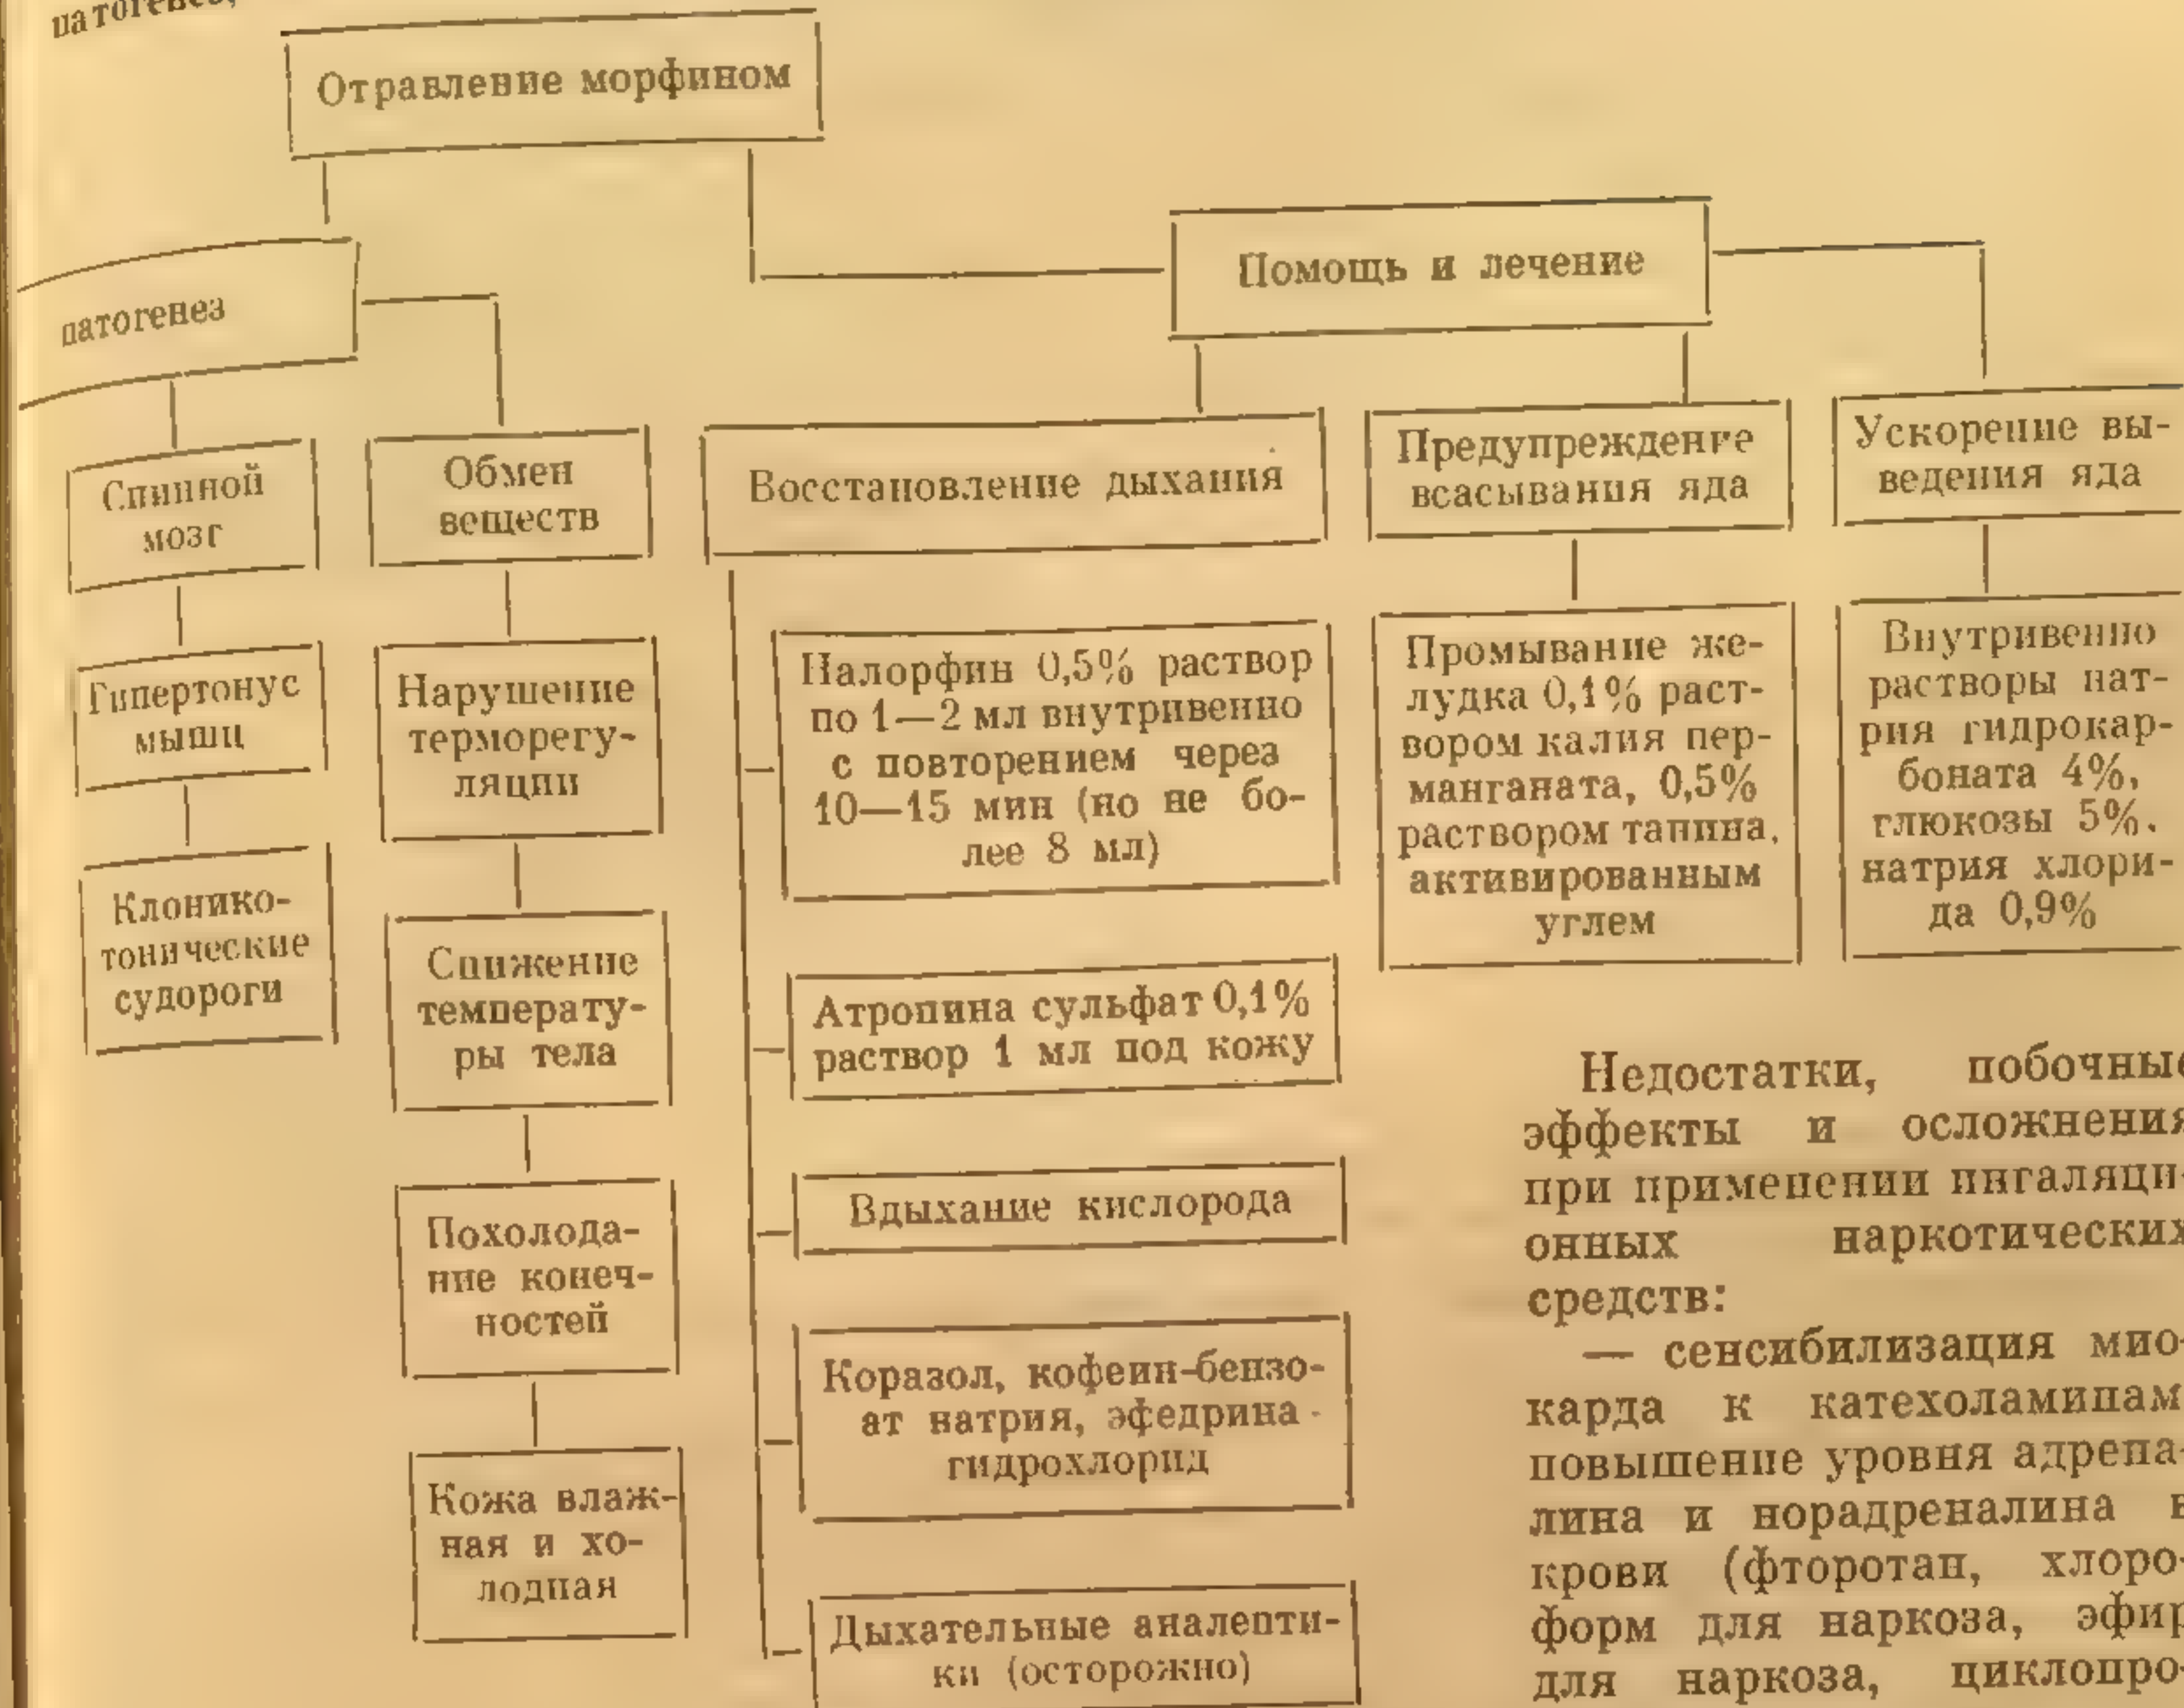 патогенез,
Отравление морфином
патогенез
Помощь и лечение
Спинной
мозг
Гипертонус
мышц
Клонико-
тонические
судороги
Обмен
веществ
Нарушение
терморегу-
ляции
Снижение
температу-
ры тела
Похолода-
ние конеч-
ностей
Кожа влаж-
ная и хо-
лодная
Восстановление дыхания
Налорфин 0,5% раствор
по 1—2 мл внутривенно
с повторением через
10—15 мин (но не бо-
лее 8 мл)
Атропина сульфат 0,1%
раствор 1 мл под кожу
Вдыхание кислорода
Коразол, кофеин-бензо-
ат натрия, эфедрина
гидрохлорид
Дыхательные аналепти-
ки (осторожно)
Предупреждение
всасывания яда
Промывание же-
лудка 0,1% раст-
вором калия пер-
манганата, 0,5%
раствором танина,
активированным
углем
Ускорение вы-
ведения яда
Внутривенно
растворы нат-
рия гидрокар-
боната 4%,
глюкозы 5%,
натрия хлори-
да 0,9%
Недостатки, побочные
эффекты и осложнения
при применении ингаляци-
онных наркотических
средств:
— сенсибилизация мио-
карда к катехоламинам
повышение уровня адрена-
лина и норадреналина в
крови (фторотан, хлоро-
форм для наркоза, эфир
для наркоза, циклопро-